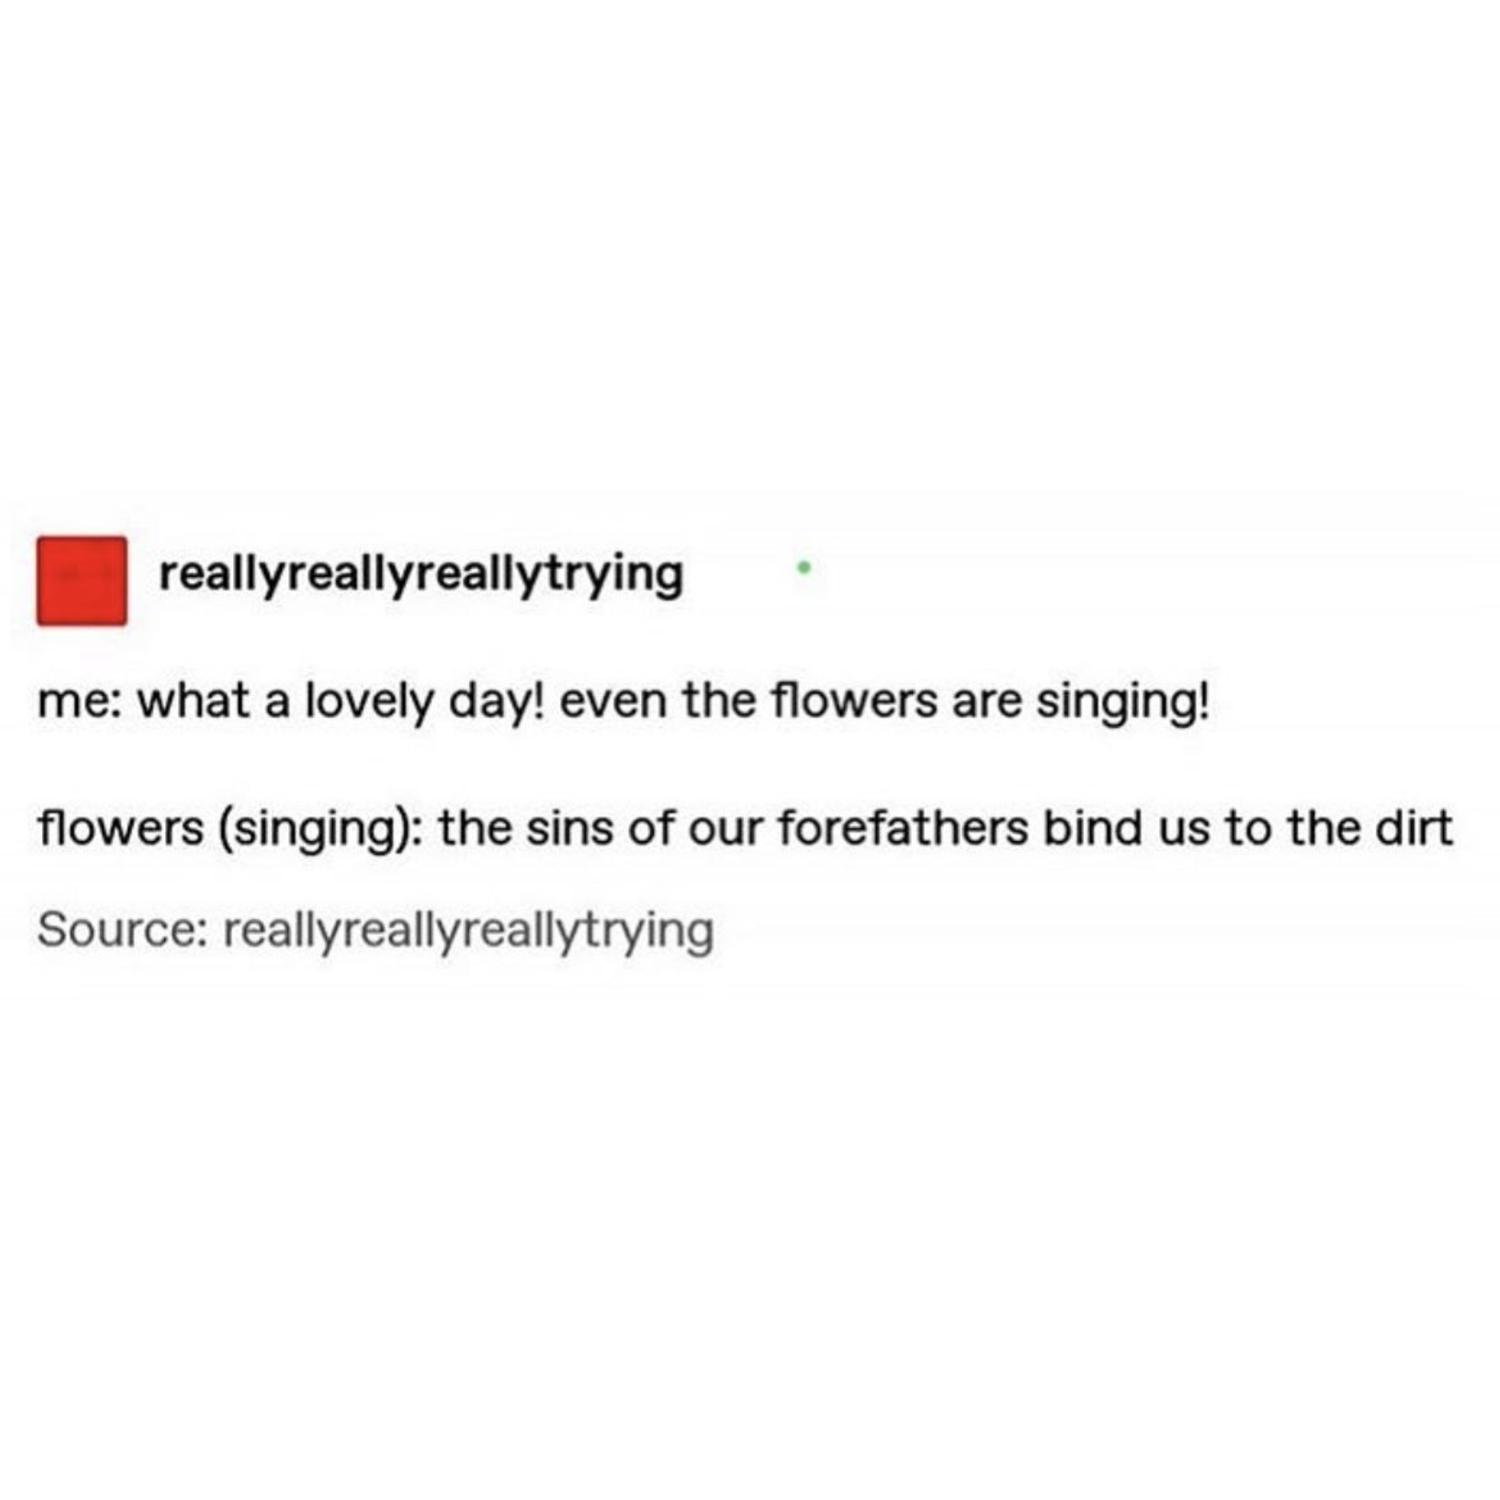 reallyreallyreallytrying
me: what a lovely day! even the flowers are singing!
flowers (singing): the sins of our forefathers bind us to the dirt
Source: reallyreallyreallytrying